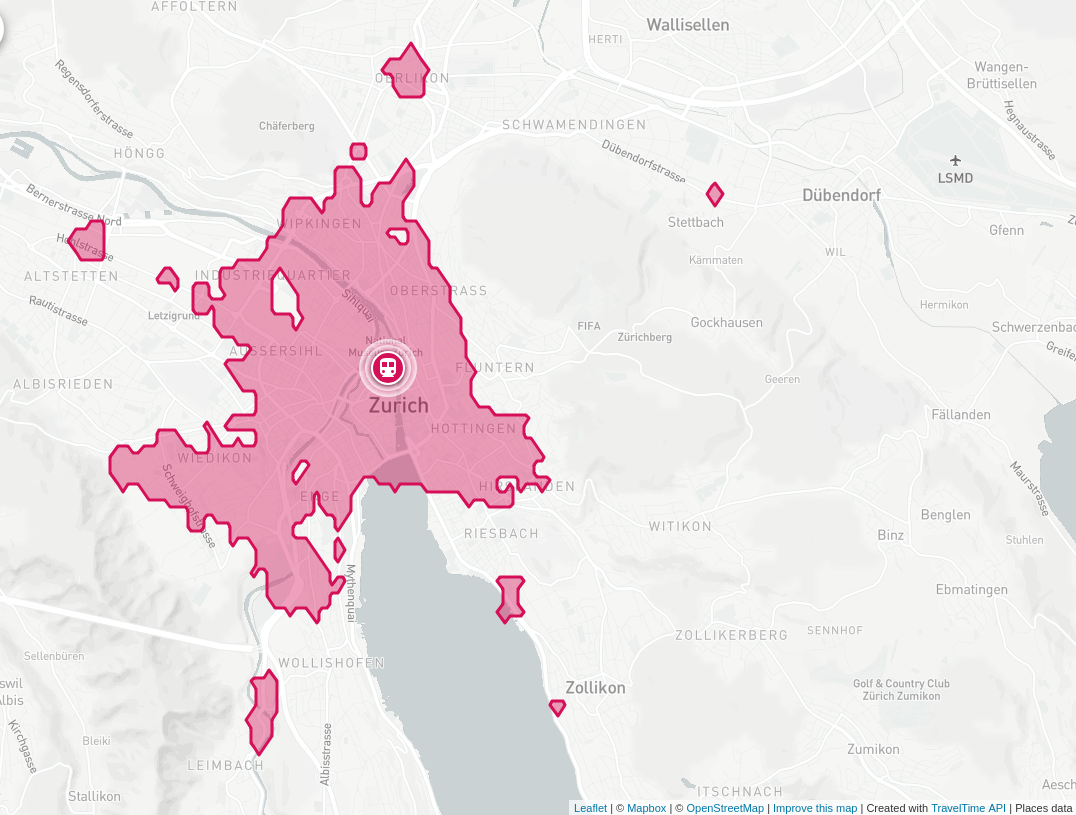 AFFOLTERN
Wallisellen
HERTI
Regensdorferstrasse
OERLIKON
Wangen-
Brüttisellen
Hegnaustrasse
Chäferberg
SCHWAMENDINGEN
HÖNGG
Dübendorfstrasse
LSMD
Bernerstrasse Nord
Dübendorf
WIPKINGEN
Stettbach
Gfenn
Hohlstrasse
WIL
Kämmaten
ALTSTETTEN
INDUSTRIEQUARTIER
OBERSTRASS
Rautistrasse
Sihlquai
Hermikon
Letzigrund
Gockhausen
FIFA
Zürichberg
Schwerzenbac
National
Museum Zurich
AUSSERSIHL
Greifen
FLUNTERN
ALBISRIEDEN
Geeren
Zurich
Fällanden
HOTTINGEN
WIEDIKON
Schweighofstrasse
Maurstrasse
HIRSLANDEN
ENGE
Benglen
WITIKON
RIESBACH
Binz
Stuhlen
Mythenquai
Ebmatingen
SENNHOF
ZOLLIKERBERG
Sellenbüren
WOLLISHOFEN
swil
Albis
Zollikon
Golf & Country Club
Zürich Zumikon
Kirchgasse
Bleiki
Albisstrasse
Zumikon
LEIMBACH
Aesch
ITSCHNACH
Stallikon
Leaflet | © Mapbox | © OpenStreetMap | Improve this map | Created with TravelTime API | Places data